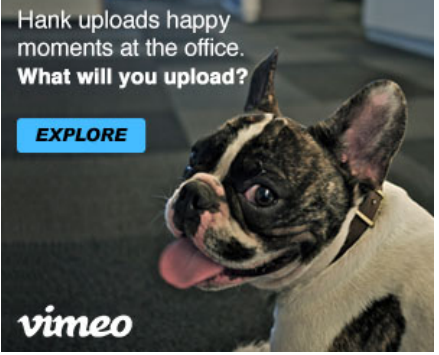 Hank uploads happy
moments at the office.
What will you upload?
EXPLORE
vimeo